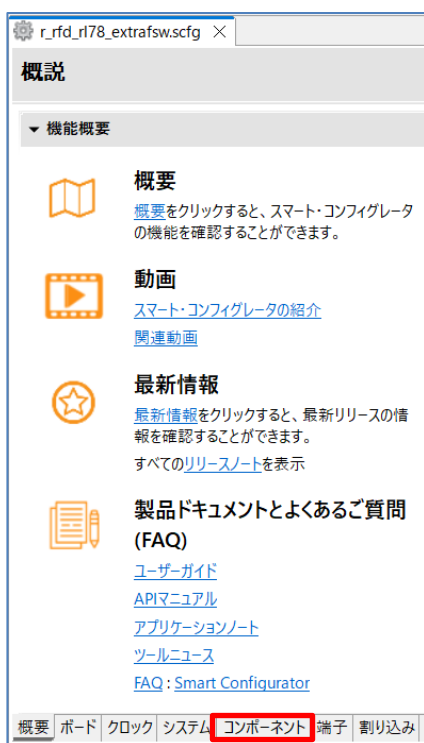 r_rfd_rl78_extrafsw.scfg ×
概説
▼ 機能概要
概要
概要をクリックすると、スマート・コンフィグレータ
の機能を確認することができます。
動画
スマート・コンフィグレータの紹介
関連動画
最新情報
最新情報をクリックすると、最新リリースの情
報を確認することができます。
すべてのリリースノートを表示
製品ドキュメントとよくあるご質問
(FAQ)
ユーザーガイド
APIマニュアル
アプリケーションノート
ツールニュース
FAQ : Smart Configurator
概要 ボード クロック システム コンポーネント 端子 割り込み